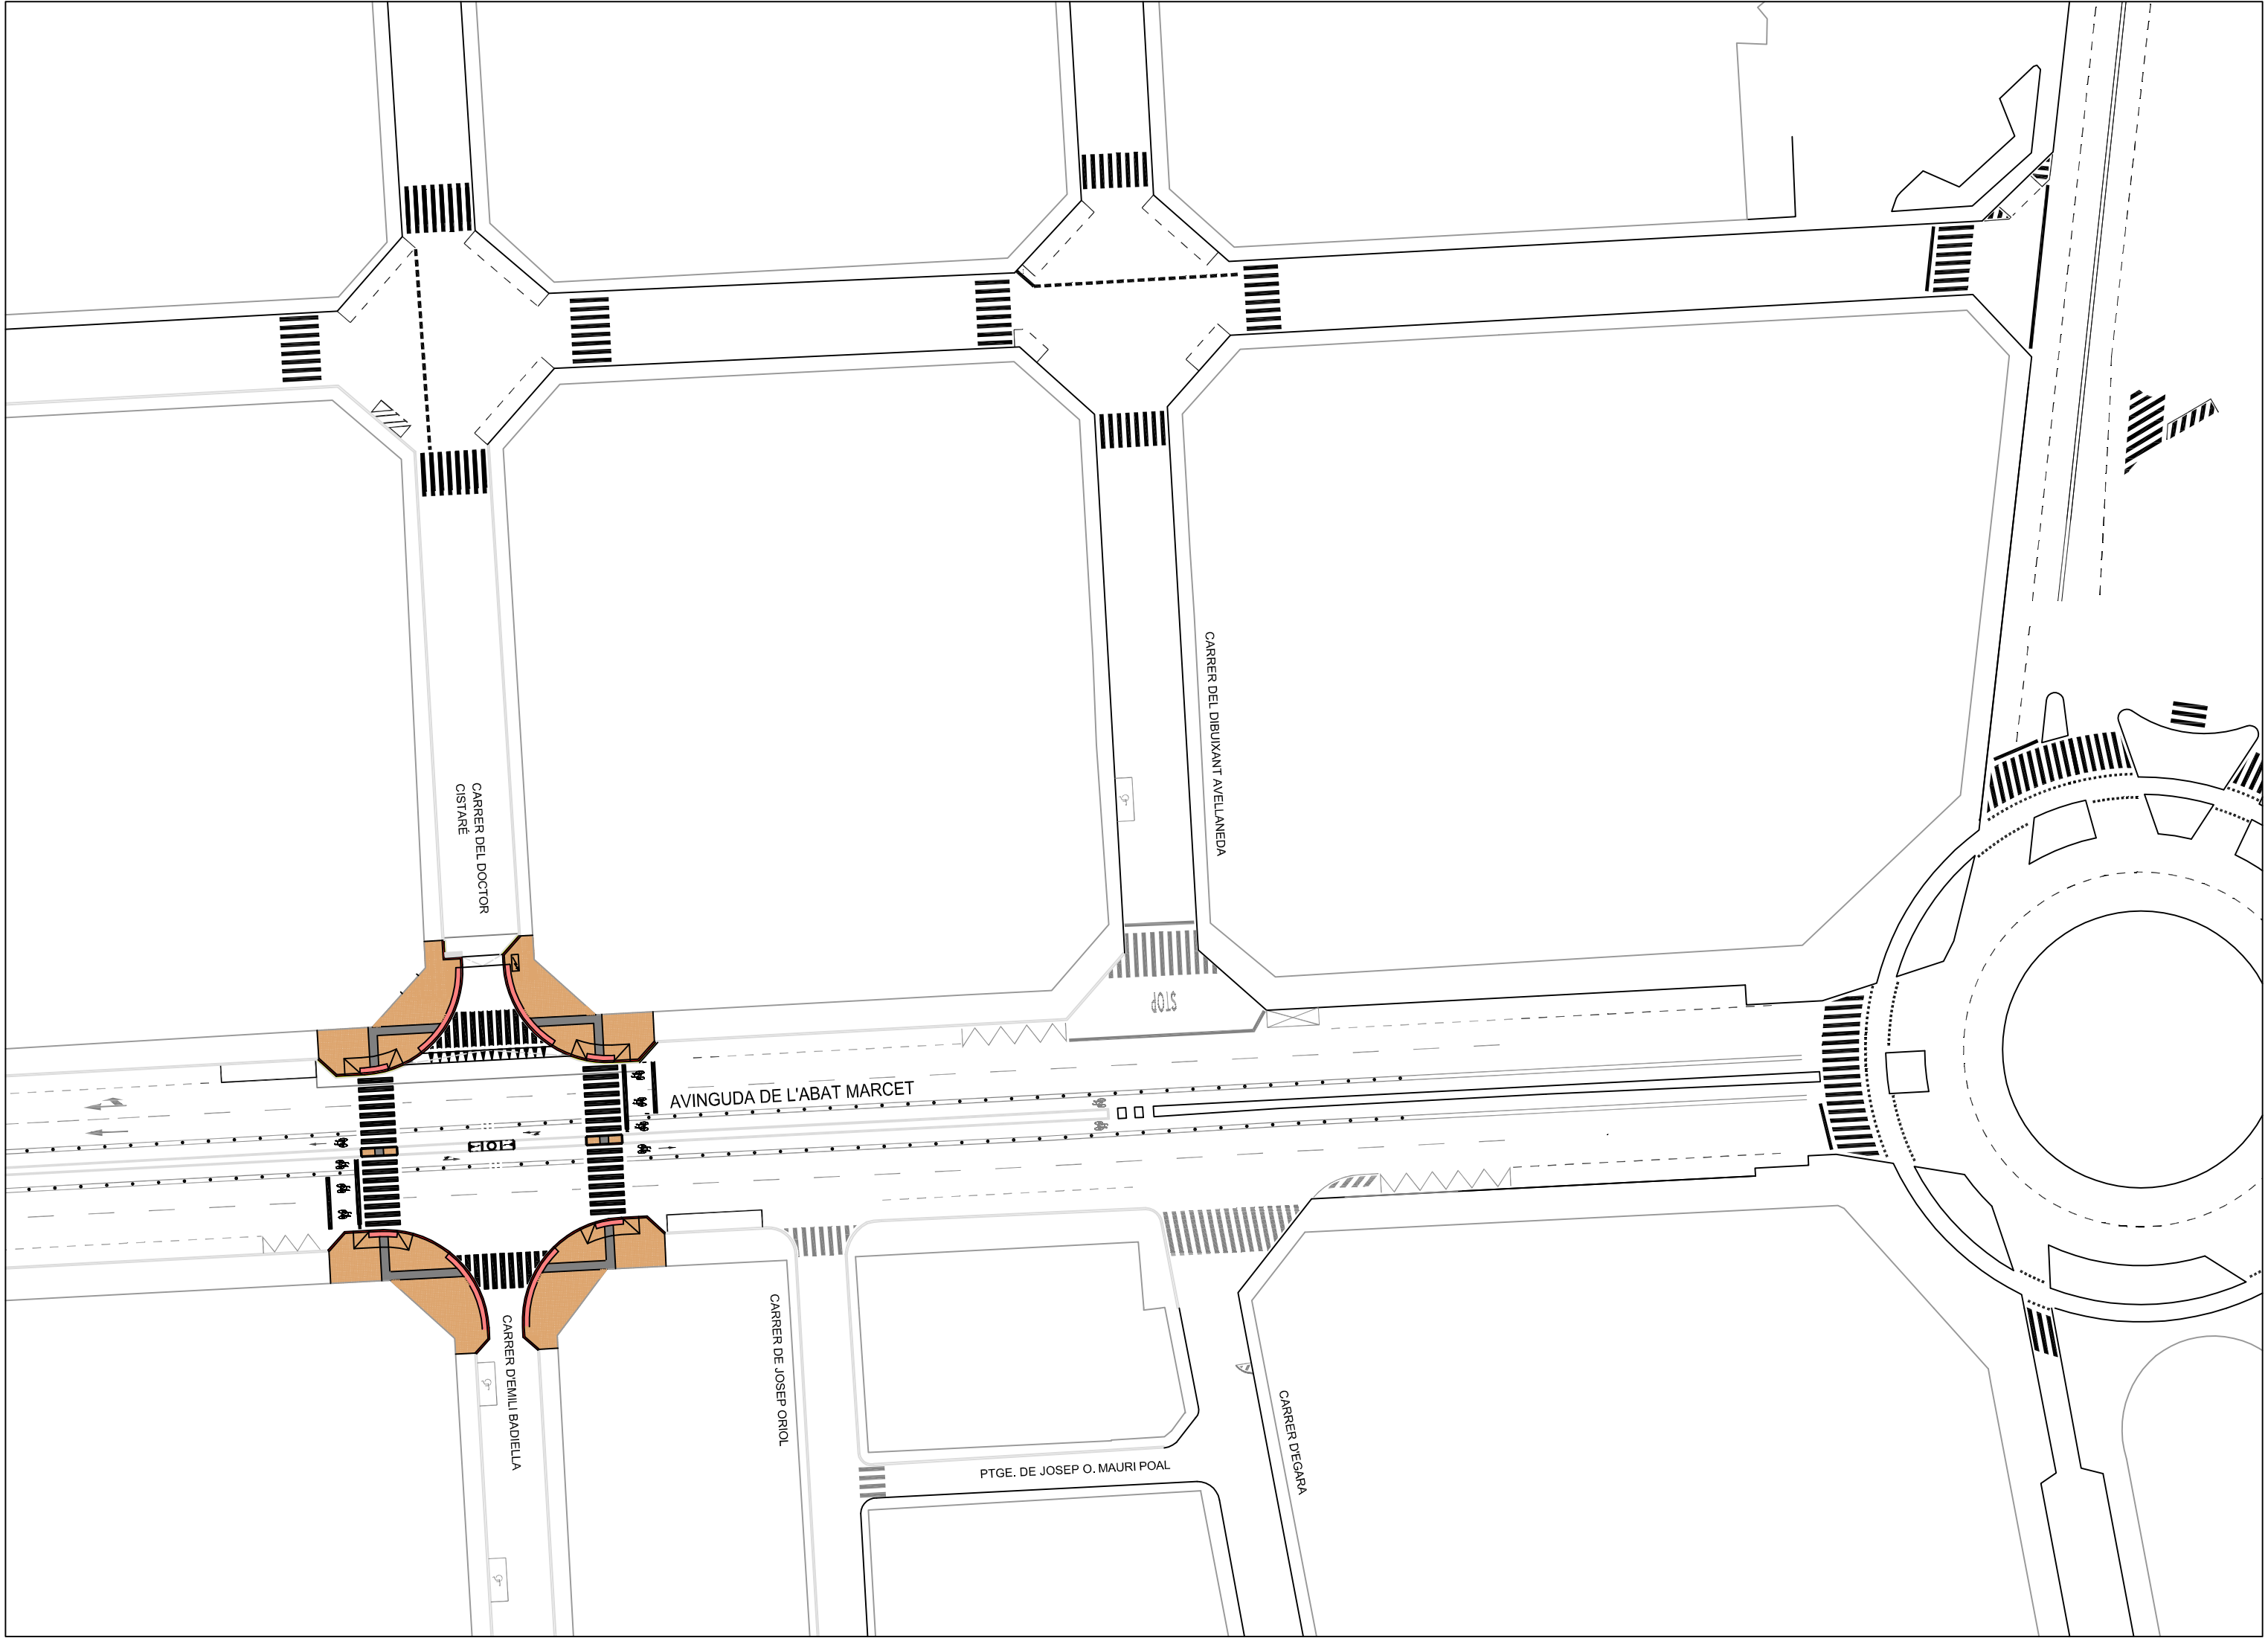 CARRER DEL DIBUIXANT AVELLANEDA
CARRER DEL DOCTOR
CISTARÉ
STOP
AVINGUDA DE L'ABAT MARCET
CARRER D'EMILI BADIELLA
CARRER DE JOSEP ORIOL
CARRER D'EGARA
PTGE. DE JOSEP O. MAURI POAL